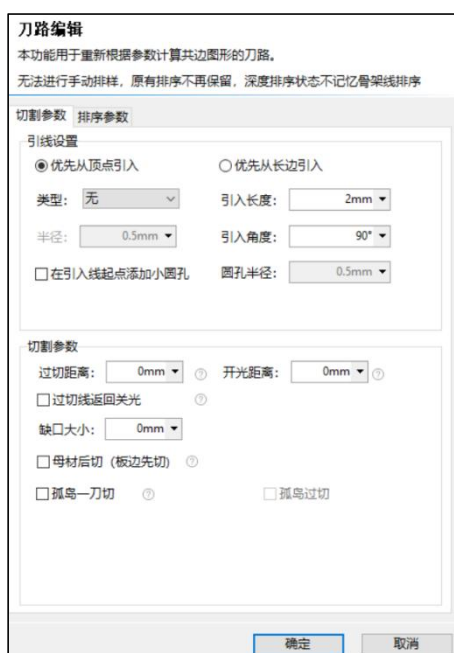 刀路编辑
本功能用于重新根据参数计算共边图形的刀路。
无法进行手动排样，原有排序不再保留，深度排序状态不记忆骨架线排序
切割参数 排序参数
引线设置
优先从顶点引入 优先从长边引入
类型： 无 引入长度： 2mm
半径： 0.5mm 引入角度： 90°
在引入线起点添加小圆孔 圆孔半径： 0.5mm
切割参数
过切距离： 0mm ? 开光距离： 0mm ?
过切线返回关光 ?
缺口大小： 0mm
母材后切（板边先切） ?
孤岛一刀切 ? 孤岛过切
确定 取消